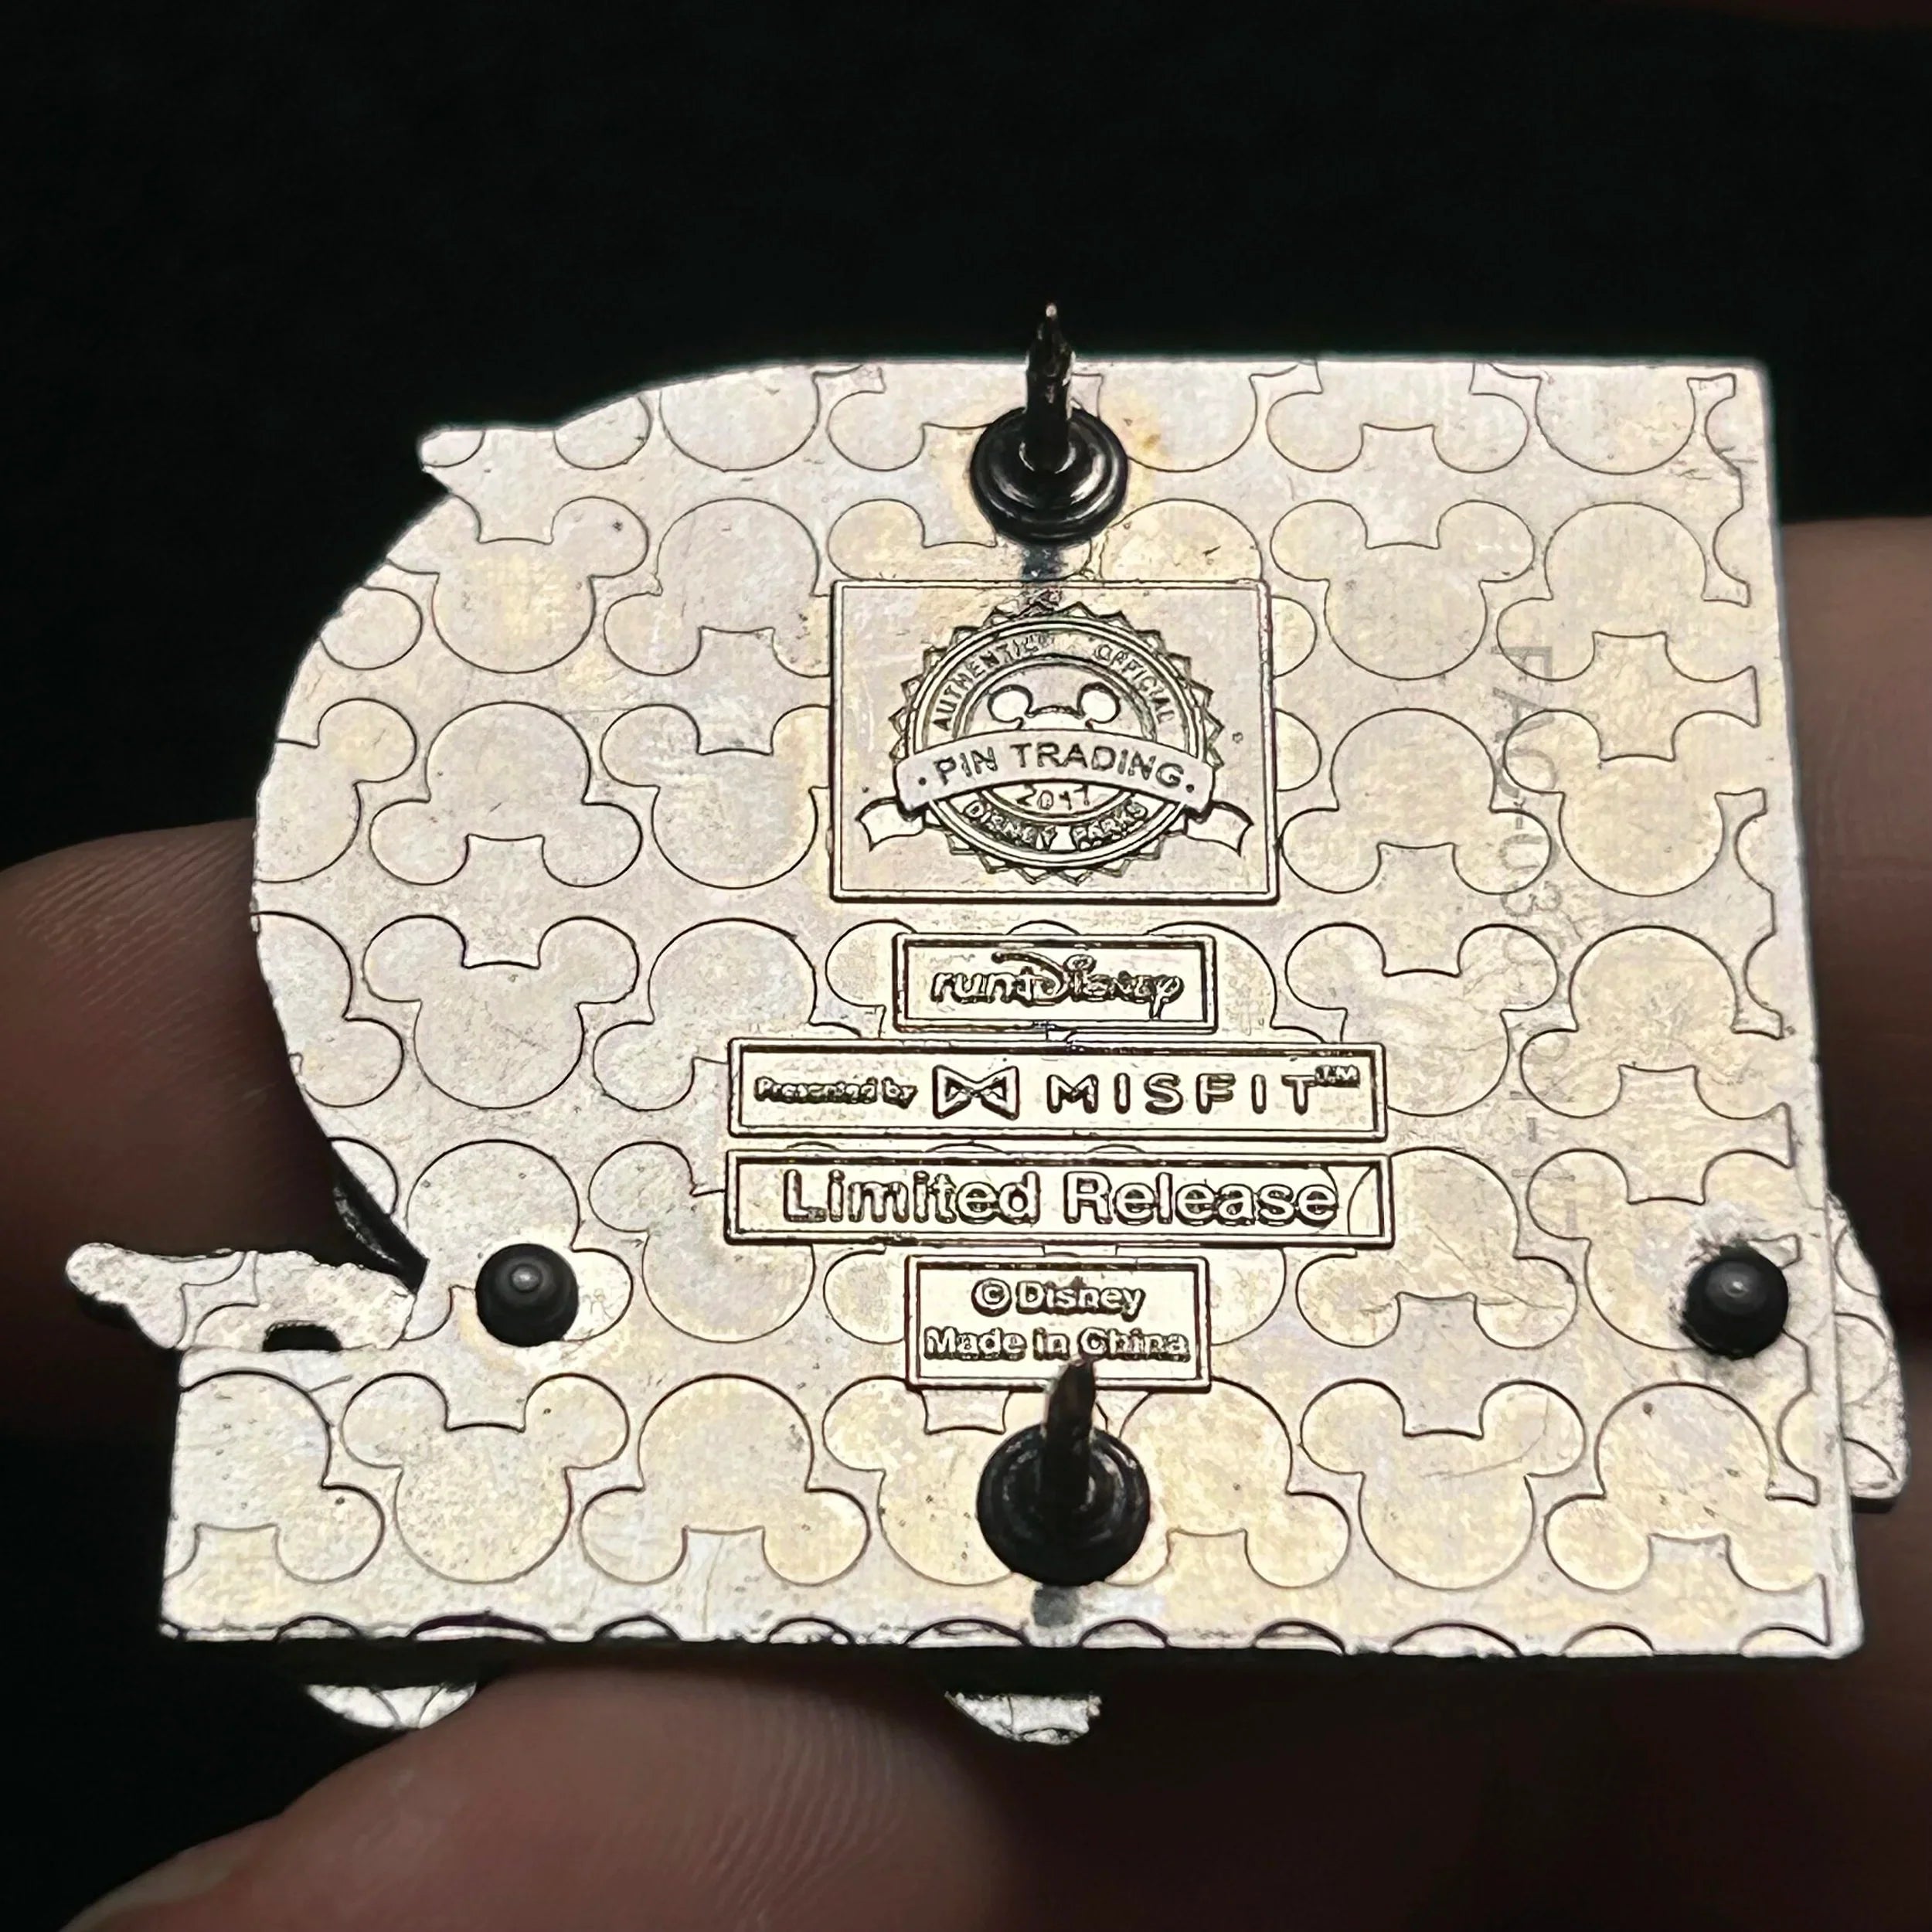 AUTHENTIC OFFICIAL
PIN TRADING
2017
DISNEY PARKS
runDisney
Presented by MISFIT™
Limited Release
© Disney
Made in China